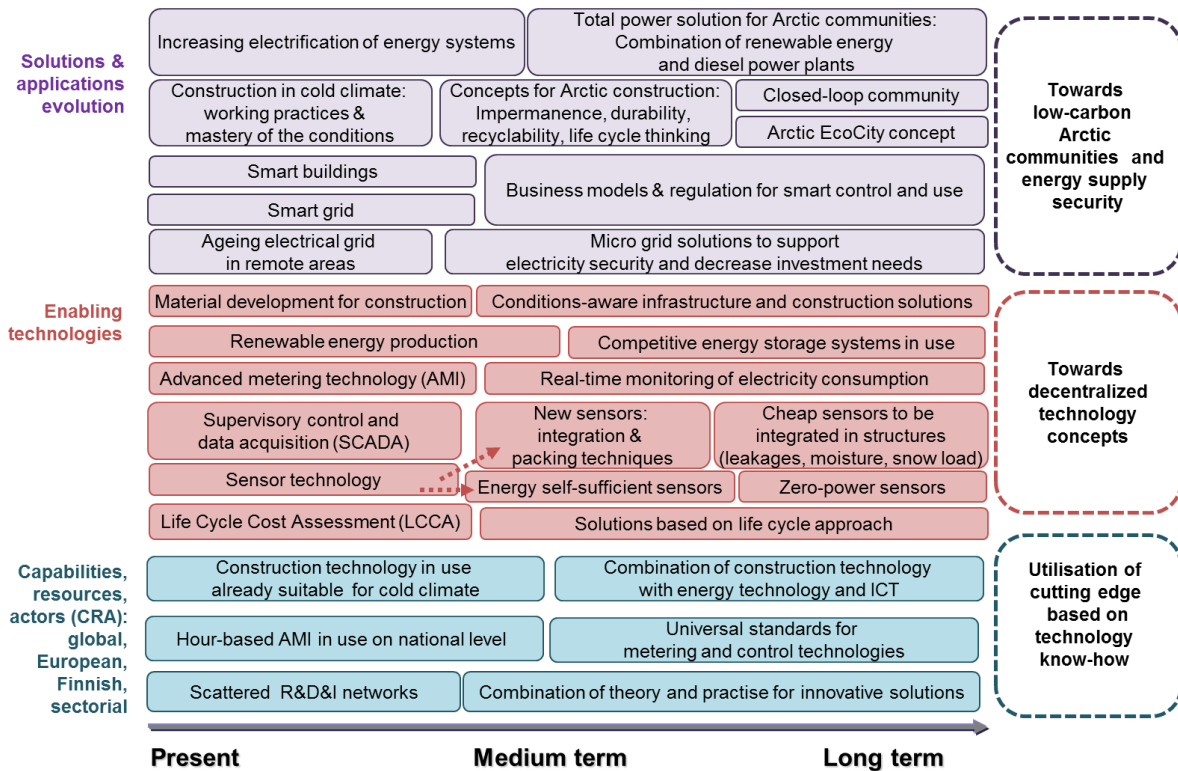 Solutions &
applications
evolution
Increasing electrification of energy systems
Total power solution for Arctic communities:
Combination of renewable energy
and diesel power plants
Construction in cold climate:
working practices &
mastery of the conditions
Concepts for Arctic construction:
Impermanence, durability,
recyclability, life cycle thinking
Closed-loop community
Arctic EcoCity concept
Smart buildings
Smart grid
Business models & regulation for smart control and use
Ageing electrical grid
in remote areas
Micro grid solutions to support
electricity security and decrease investment needs
Towards
low-carbon
Arctic
communities and
energy supply
security
Enabling
technologies
Material development for construction
Conditions-aware infrastructure and construction solutions
Renewable energy production
Competitive energy storage systems in use
Advanced metering technology (AMI)
Real-time monitoring of electricity consumption
Supervisory control and
data acquisition (SCADA)
New sensors:
integration &
packing techniques
Cheap sensors to be
integrated in structures
(leakages, moisture, snow load)
Sensor technology
Energy self-sufficient sensors
Zero-power sensors
Life Cycle Cost Assessment (LCCA)
Solutions based on life cycle approach
Towards
decentralized
technology
concepts
Capabilities,
resources,
actors (CRA):
global,
European,
Finnish,
sectorial
Construction technology in use
already suitable for cold climate
Combination of construction technology
with energy technology and ICT
Hour-based AMI in use on national level
Universal standards for
metering and control technologies
Scattered R&D&I networks
Combination of theory and practise for innovative solutions
Utilisation of
cutting edge
based on
technology
know-how
Present
Medium term
Long term